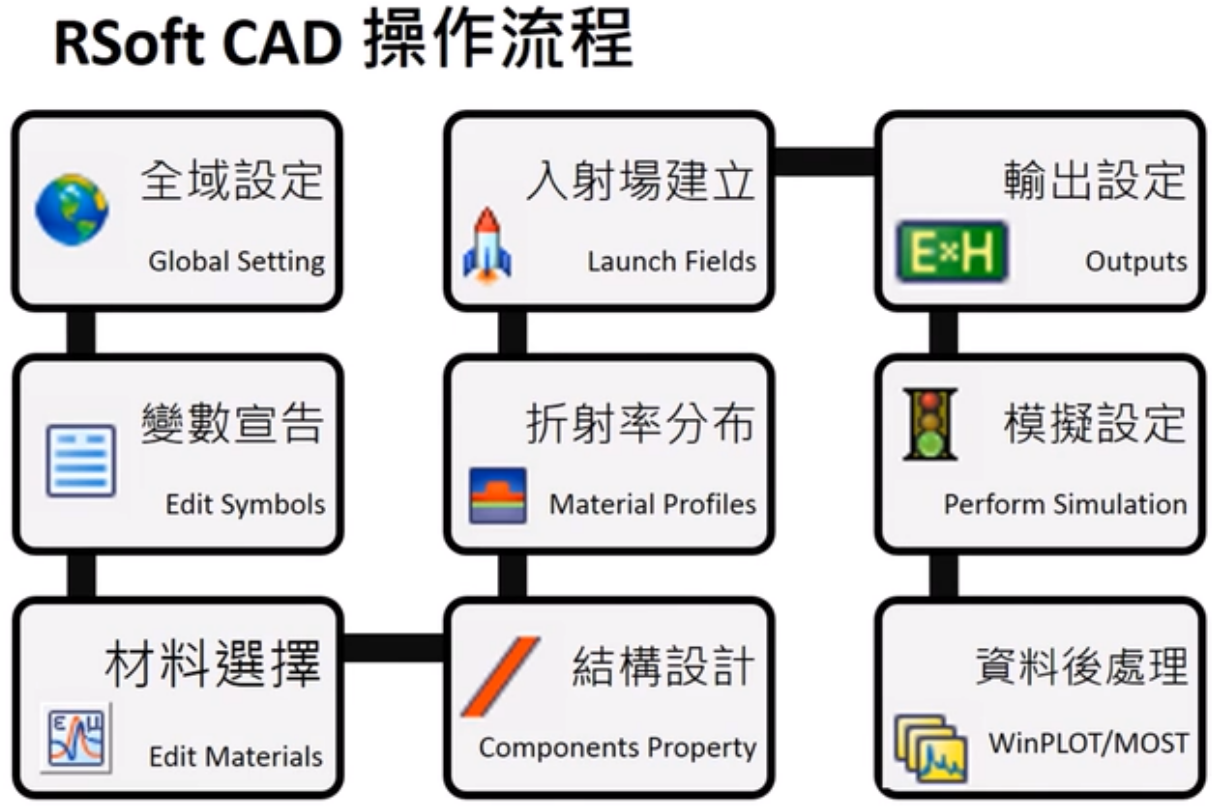 RSoft CAD 操作流程
全域設定
Global Setting
變數宣告
Edit Symbols
材料選擇
ε μ
Edit Materials
結構設計
Components Property
折射率分布
Material Profiles
入射場建立
Launch Fields
輸出設定
E×H
Outputs
模擬設定
Perform Simulation
資料後處理
WinPLOT/MOST